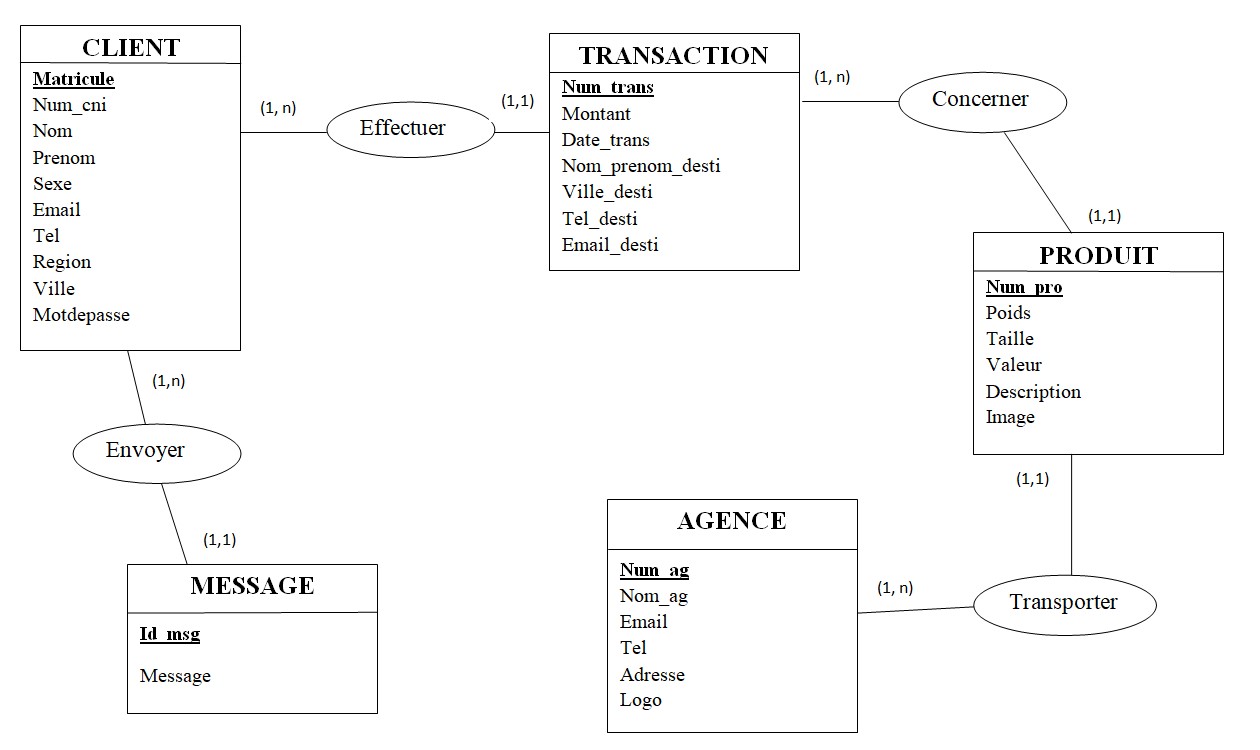 CLIENT
Matricule
Num_cni
Nom
Prenom
Sexe
Email
Tel
Region
Ville
Motdepasse
(1, n)
Effectuer
(1,1)
TRANSACTION
Num_trans
Montant
Date_trans
Nom_prenom_desti
Ville_desti
Tel_desti
Email_desti
(1, n)
Concerner
(1,1)
PRODUIT
Num_pro
Poids
Taille
Valeur
Description
Image
(1,n)
Envoyer
(1,1)
MESSAGE
Id_msg
Message
AGENCE
Num_ag
Nom_ag
Email
Tel
Adresse
Logo
(1, n)
Transporter
(1,1)